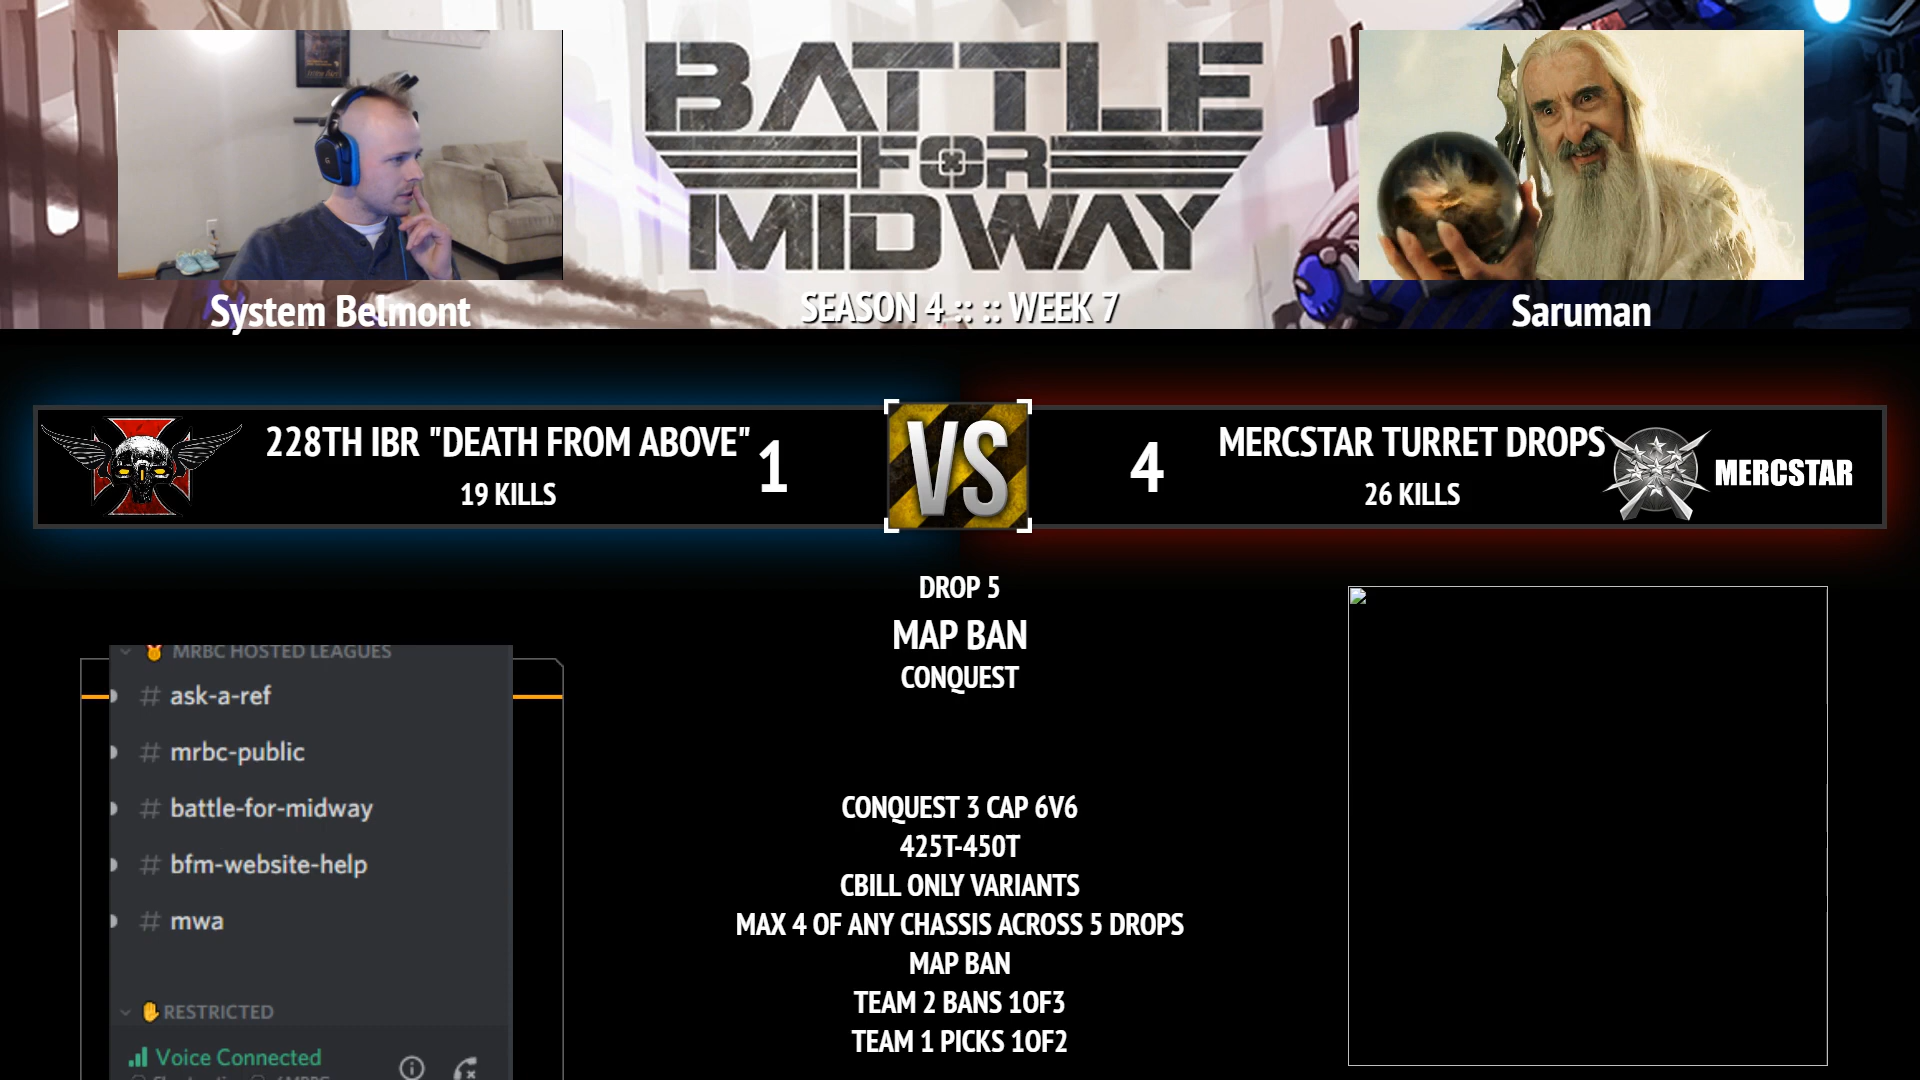 BATTLE
FOR
MIDWAY
System Belmont
SEASON 4 :: :: WEEK 7
Saruman
228TH IBR "DEATH FROM ABOVE"
19 KILLS
1
VS
4
MERCSTAR TURRET DROPS
26 KILLS
MERCSTAR
DROP 5
MAP BAN
CONQUEST
MRBC HOSTED LEAGUES
# ask-a-ref
# mrbc-public
# battle-for-midway
# bfm-website-help
# mwa
RESTRICTED
Voice Connected
CONQUEST 3 CAP 6V6
425T-450T
CBILL ONLY VARIANTS
MAX 4 OF ANY CHASSIS ACROSS 5 DROPS
MAP BAN
TEAM 2 BANS 1OF3
TEAM 1 PICKS 1OF2